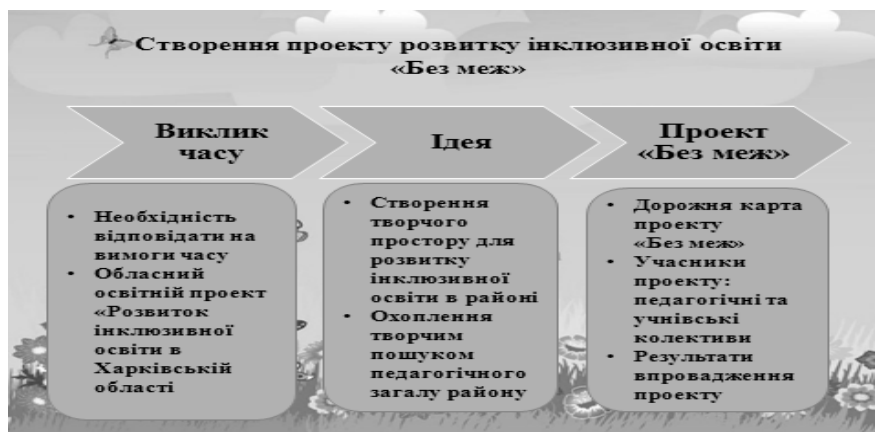 Створення проекту розвитку інклюзивної освіти
«Без меж»
Виклик
часу
• Необхідність
відповідати на
вимоги часу
• Обласний
освітній проект
«Розвиток
інклюзивної
освіти в
Харківській
області
Ідея
• Створення
творчого
простору для
розвитку
інклюзивної
освіти в районі
• Охоплення
творчим
пошуком
педагогічного
загалу району
Проект
«Без меж»
• Дорожня карта
проекту
«Без меж»
• Учасники
проекту:
педагогічні та
учнівські
колективи
• Результати
впровадження
проекту